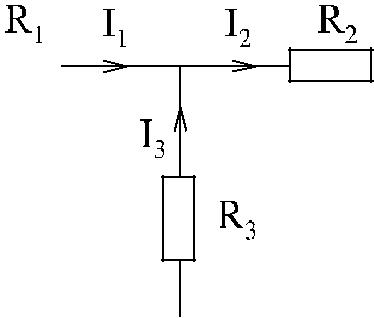 R₁ I₁ I₂ R₂
I₃
R₃